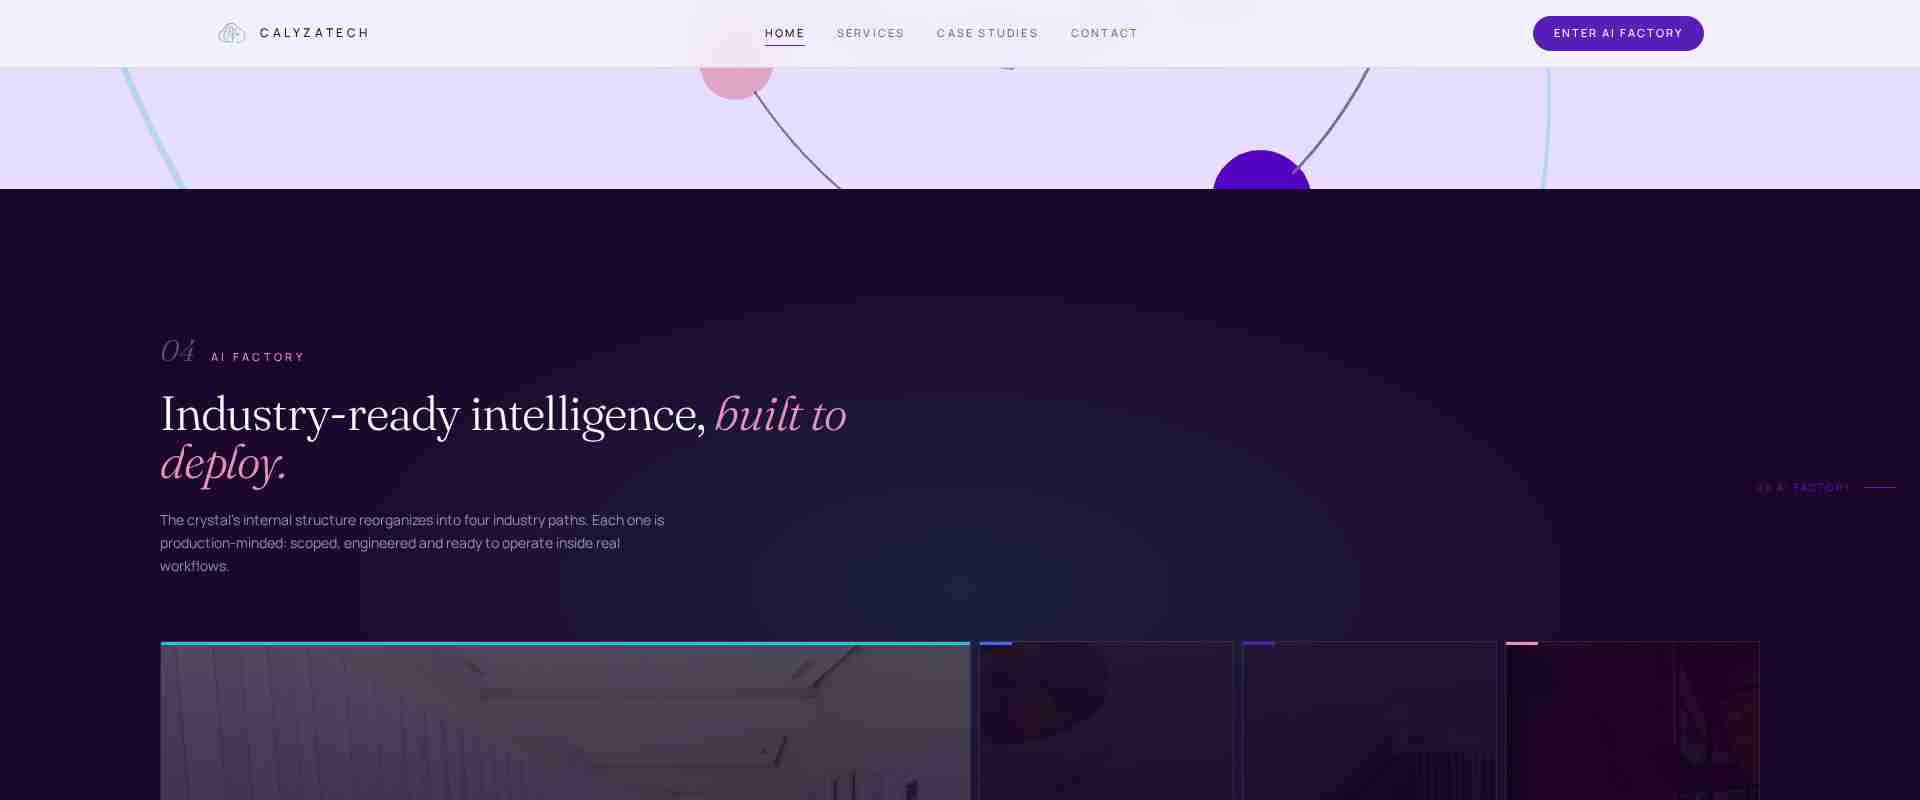 CALYZATECH
HOME
SERVICES
CASE STUDIES
CONTACT
ENTER AI FACTORY
04 AI FACTORY
Industry-ready intelligence, built to
deploy.
AI FACTORY
The crystal's internal structure reorganizes into four industry paths. Each one is
production-minded: scoped, engineered and ready to operate inside real
workflows.